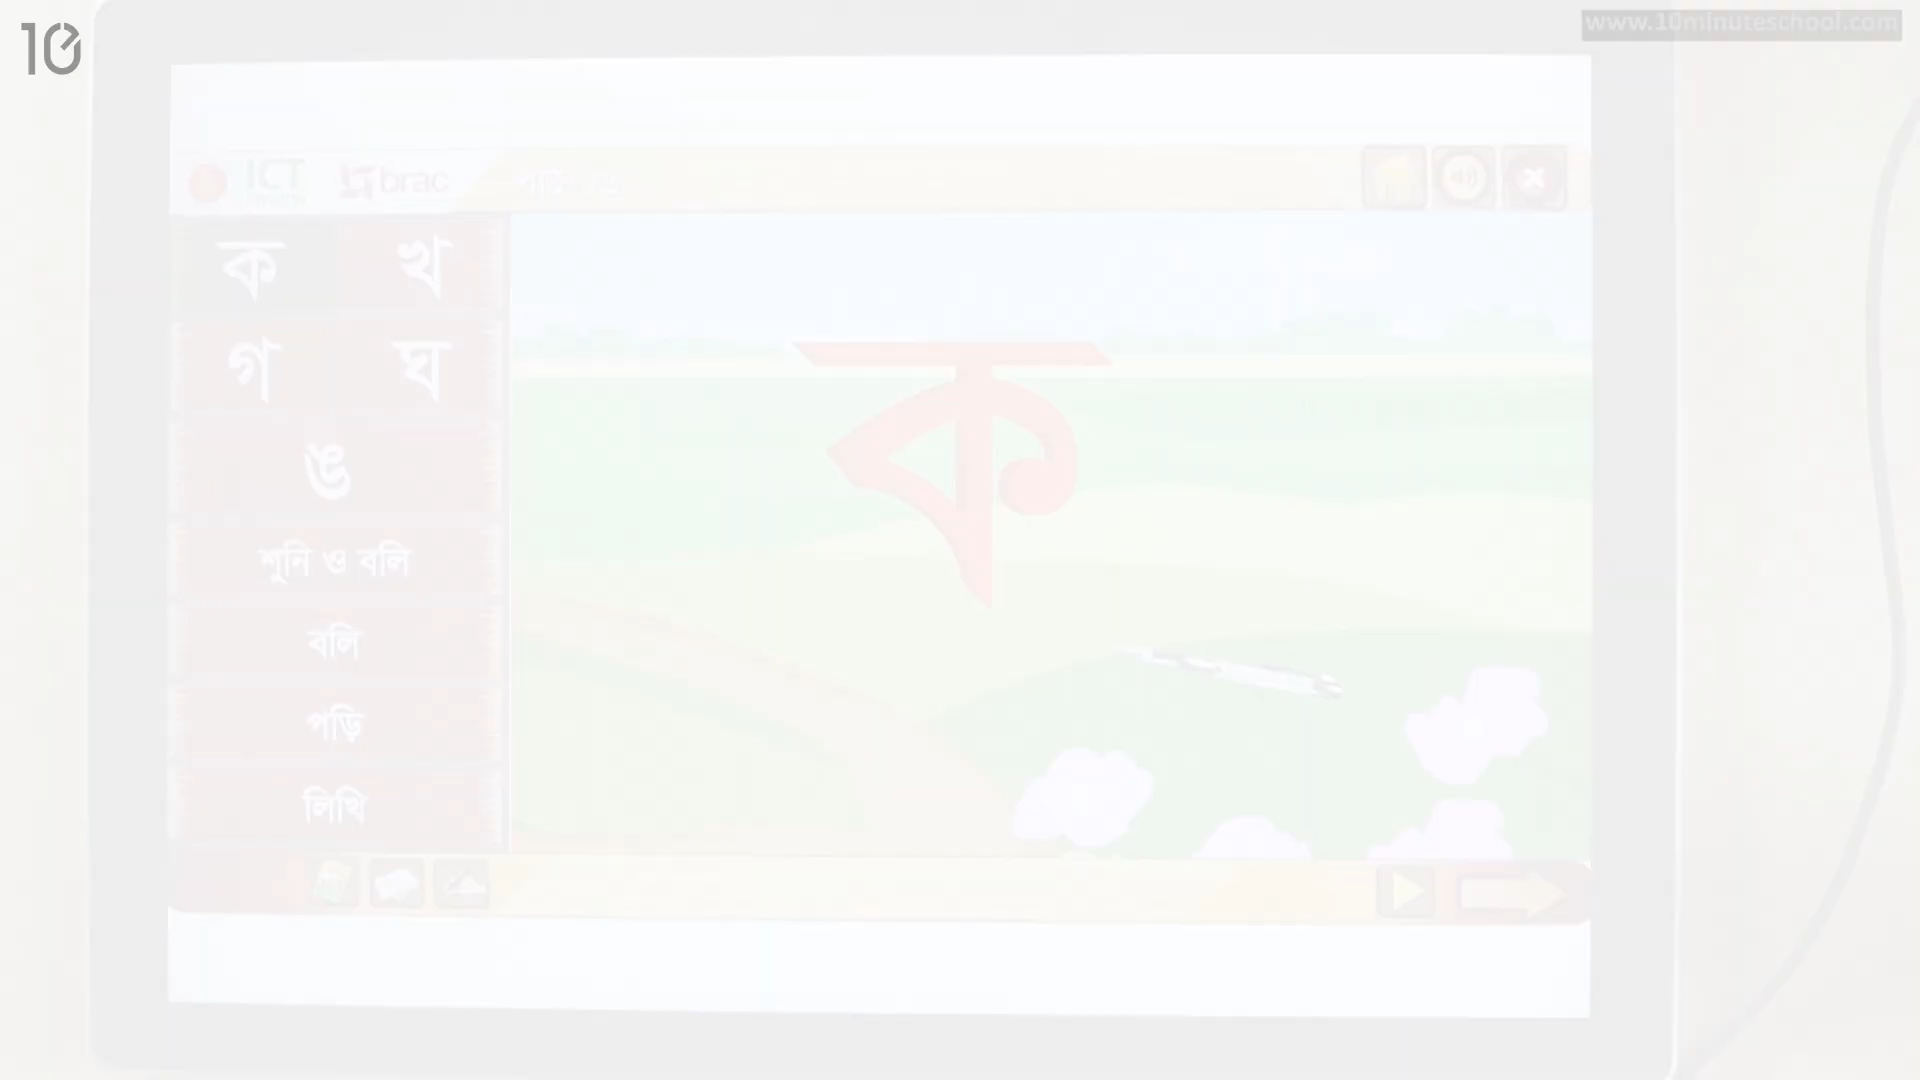 10
www.10minuteschool.com
ICT
brac
ক খ
গ ঘ
ঙ
শুনি ও বলি
বলি
পড়ি
লিখি
ক